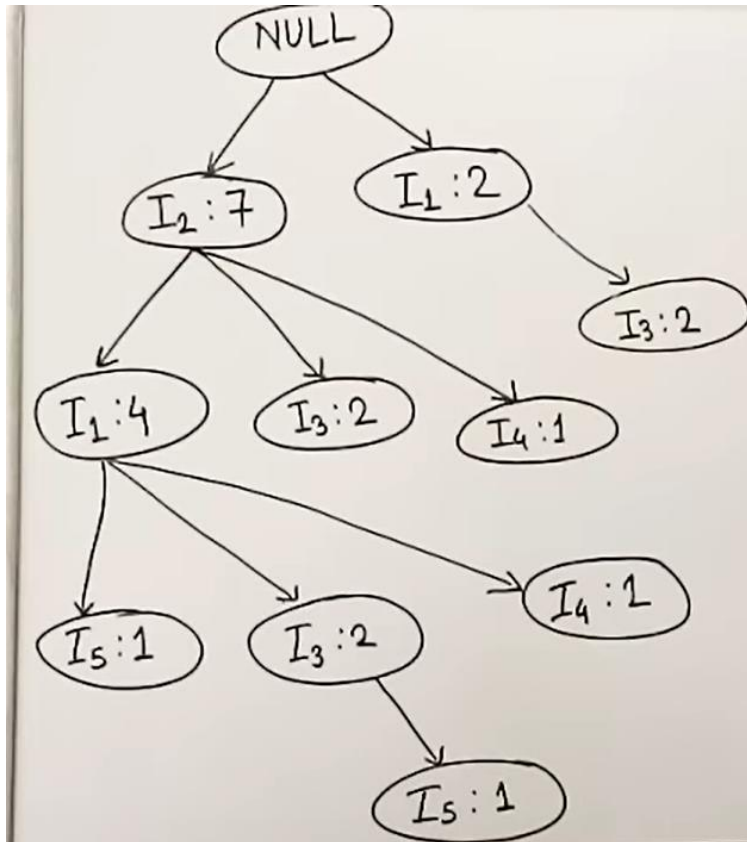 NULL
I₂ : 7
I₁ : 2
I₃ : 2
I₁ : 4
I₃ : 2
I₄ : 1
I₅ : 1
I₃ : 2
I₄ : 1
I₅ : 1